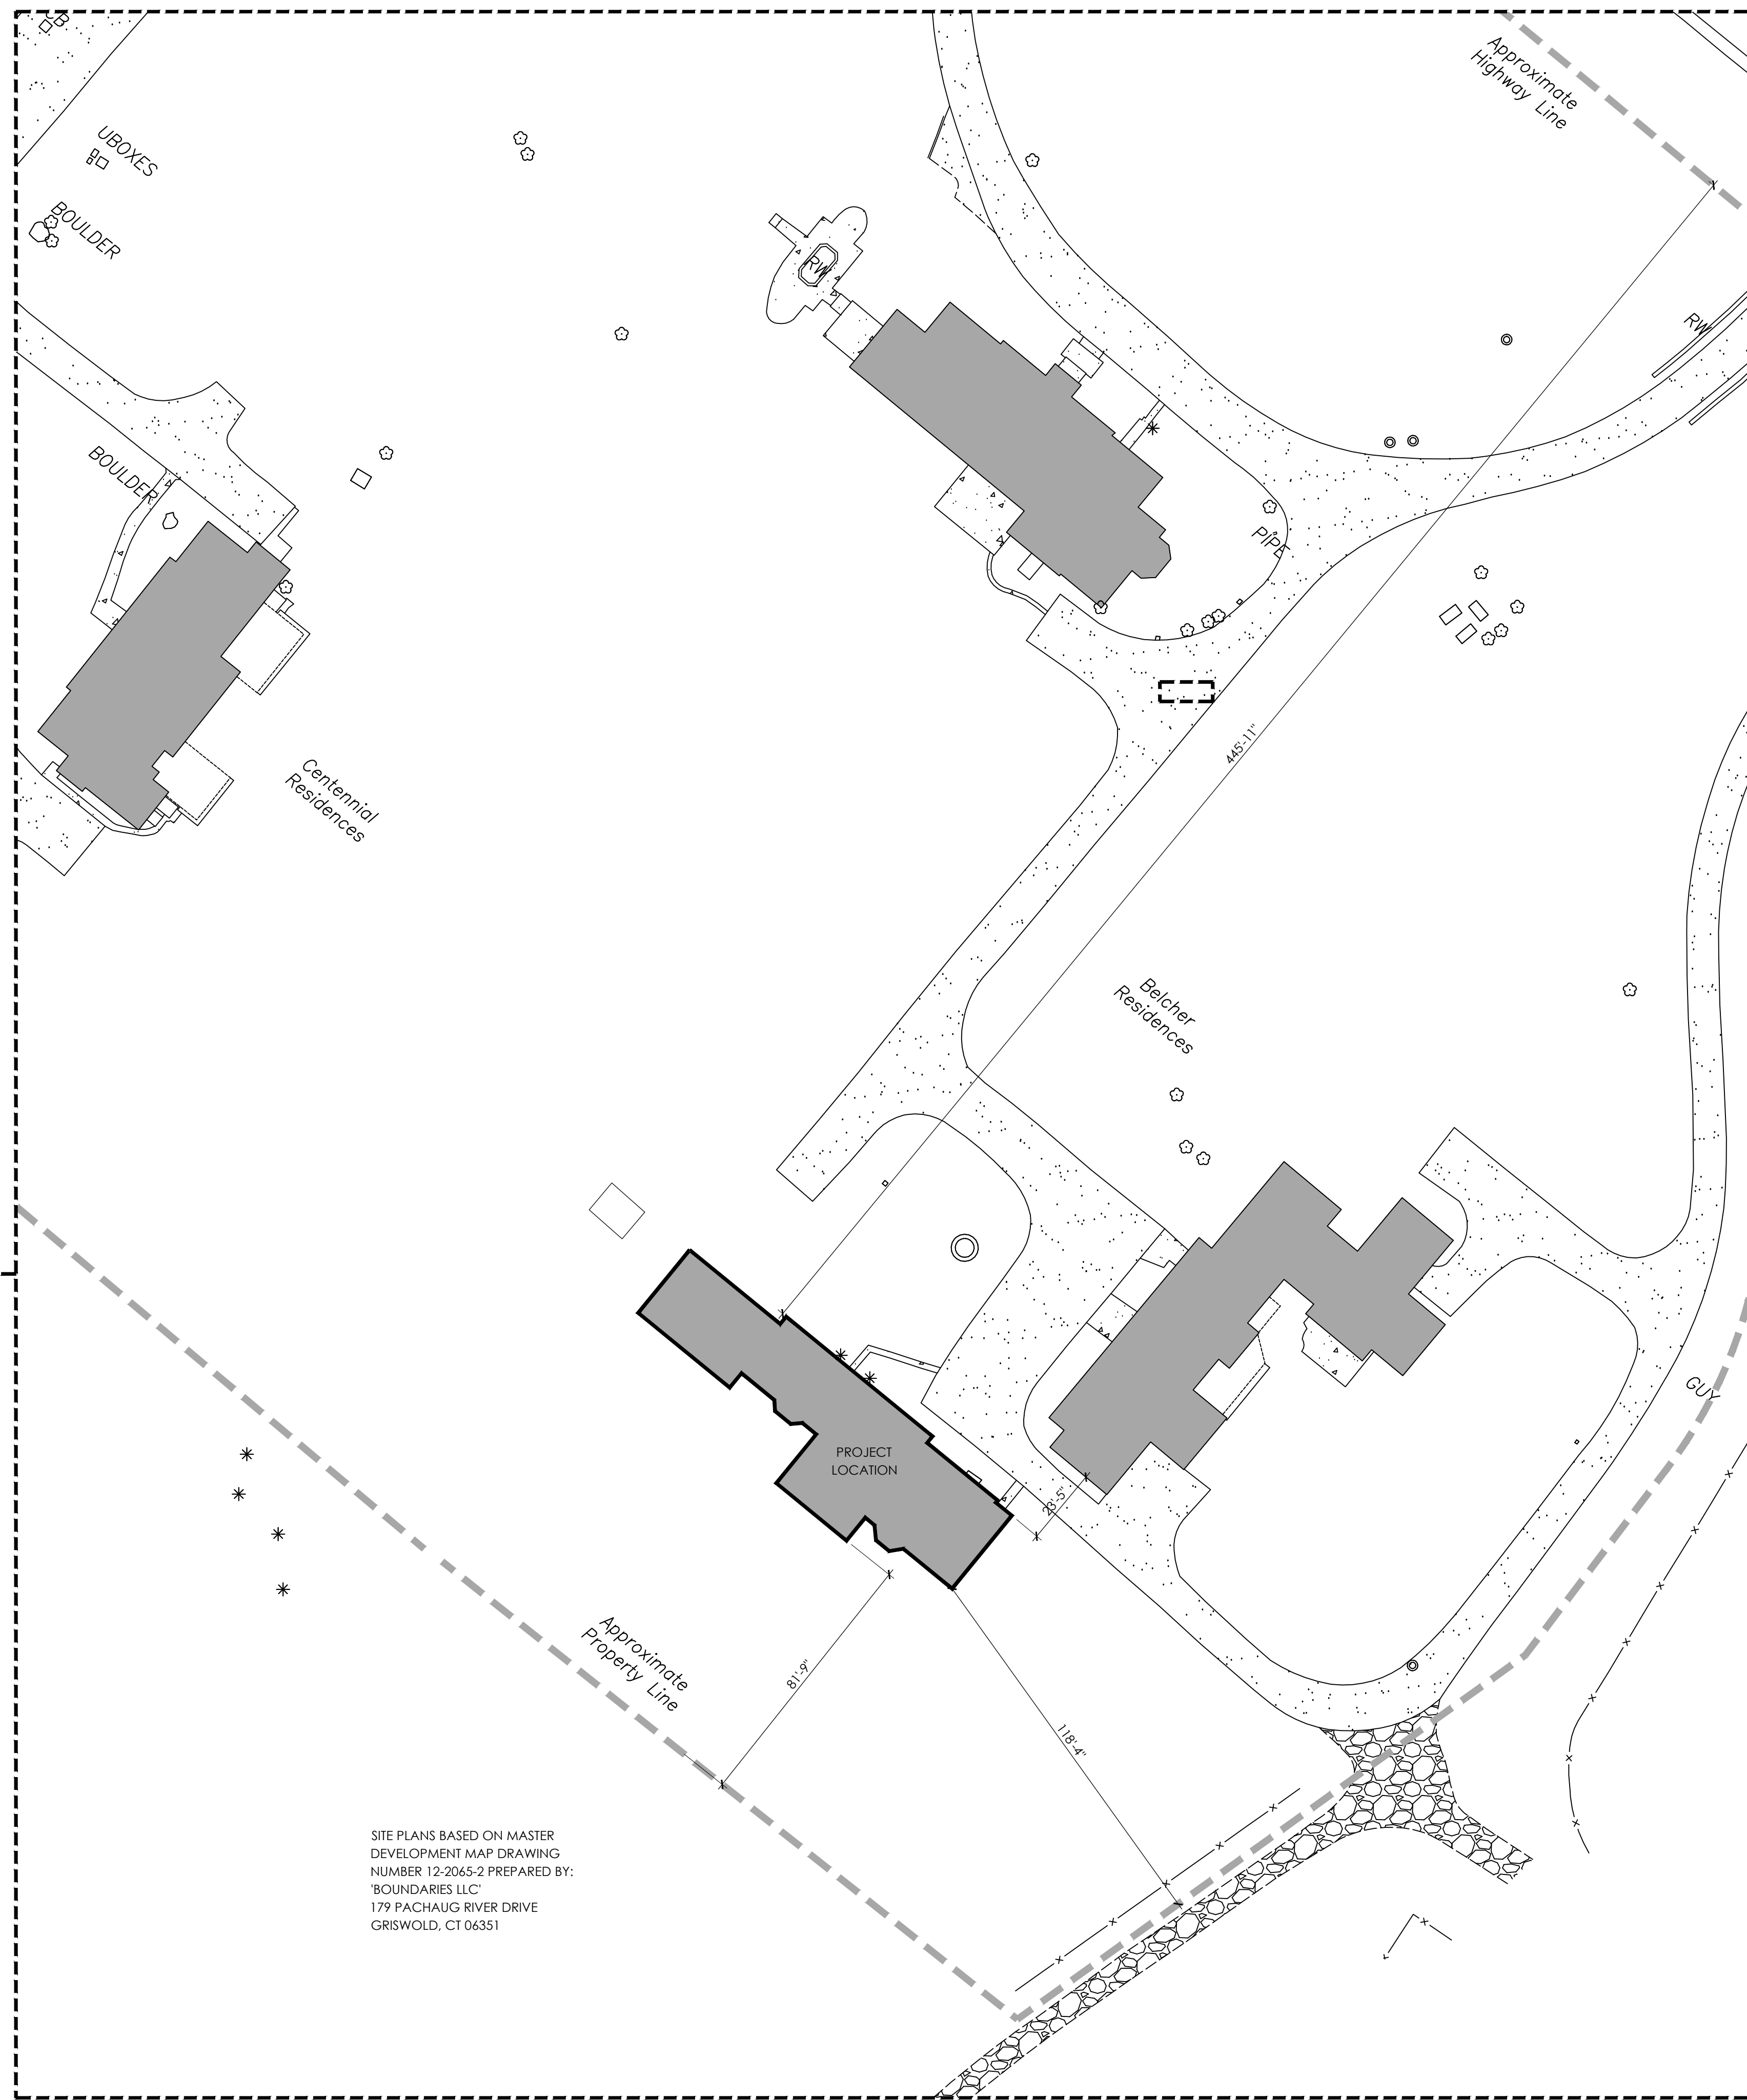 CB
Approximate
Highway Line
UBOXES
BOULDER
RW
RW
BOULDER
PIPE
445'-11"
Centennial
Residences
Belcher
Residences
GUY
PROJECT
LOCATION
23'-5"
Approximate
Property Line
81'-9"
118'-4"
SITE PLANS BASED ON MASTER
DEVELOPMENT MAP DRAWING
NUMBER 12-2065-2 PREPARED BY:
'BOUNDARIES LLC'
179 PACHAUG RIVER DRIVE
GRISWOLD, CT 06351